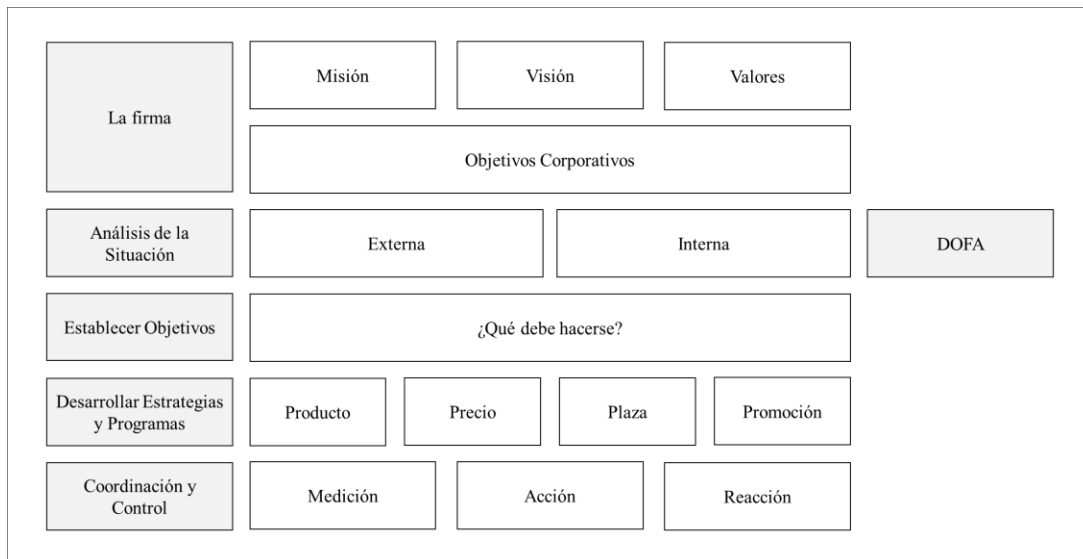 La firma
Misión
Visión
Valores
Objetivos Corporativos
Análisis de la
Situación
Externa
Interna
DOFA
Establecer Objetivos
¿Qué debe hacerse?
Desarrollar Estrategias
y Programas
Producto
Precio
Plaza
Promoción
Coordinación y
Control
Medición
Acción
Reacción